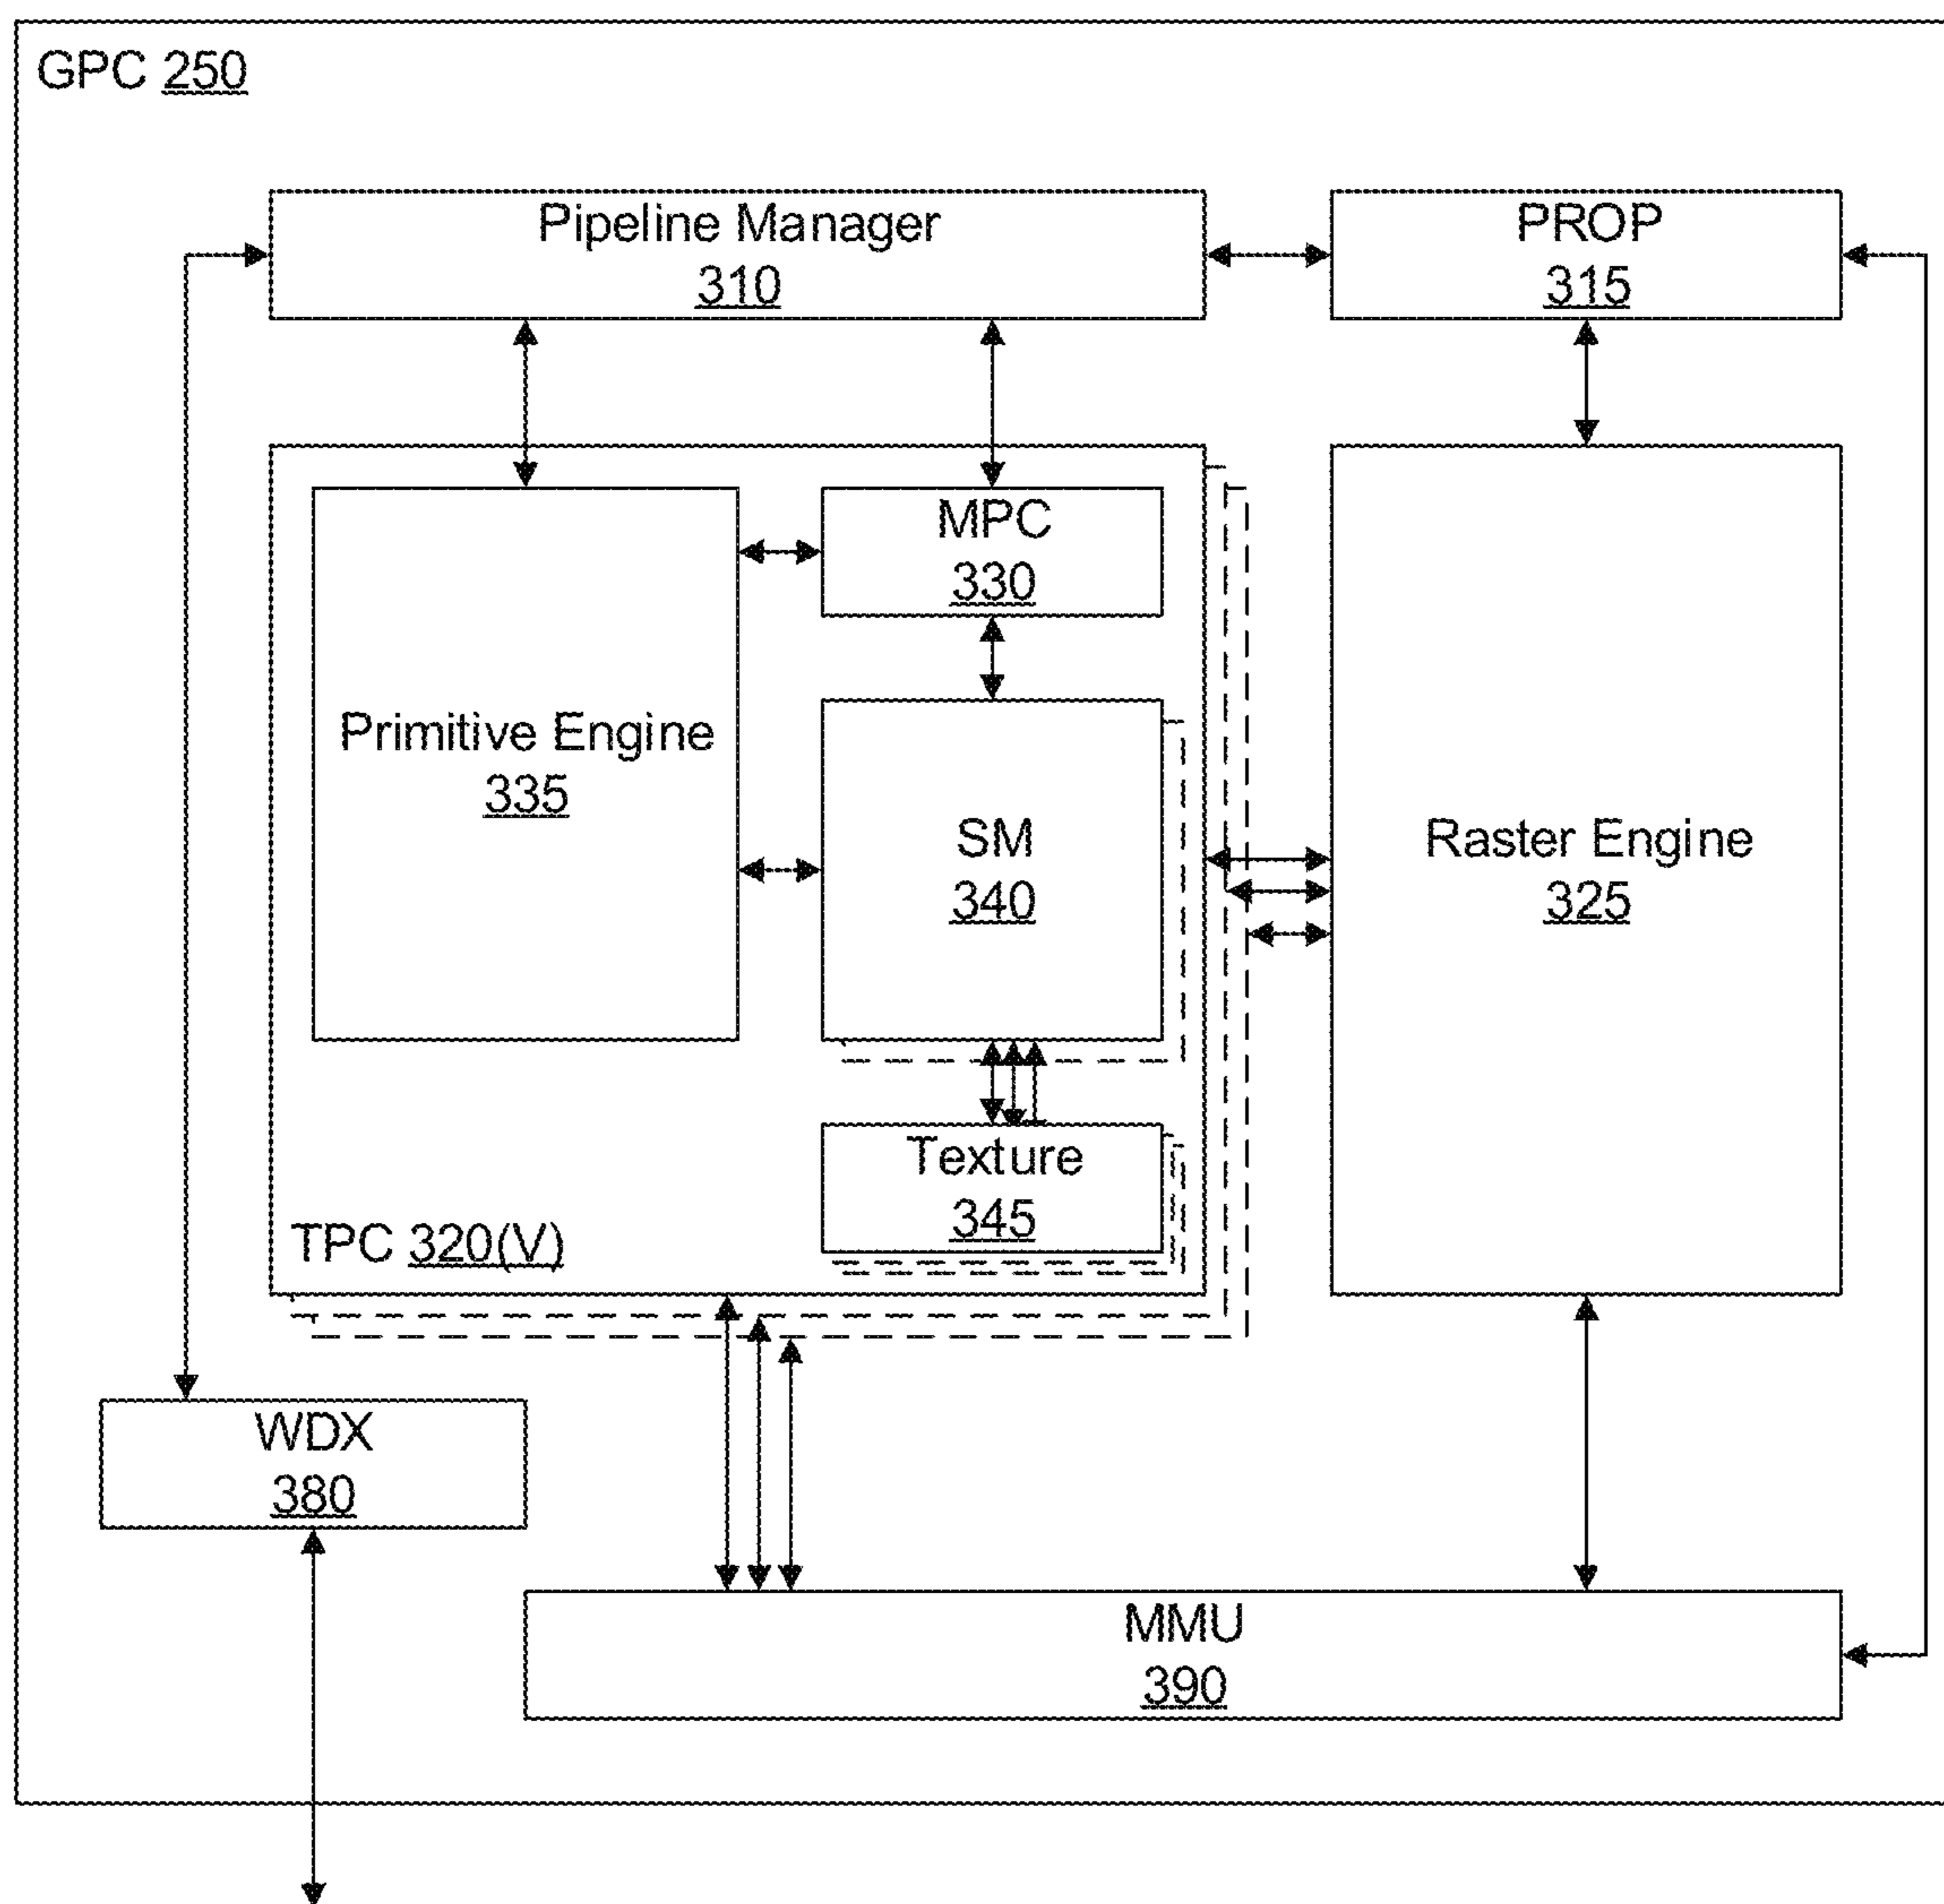 GPC 250
Pipeline Manager
310
PROP
315
MPC
330
Primitive Engine
335
SM
340
Raster Engine
325
Texture
345
TPC 320(V)
WDX
380
MMU
390